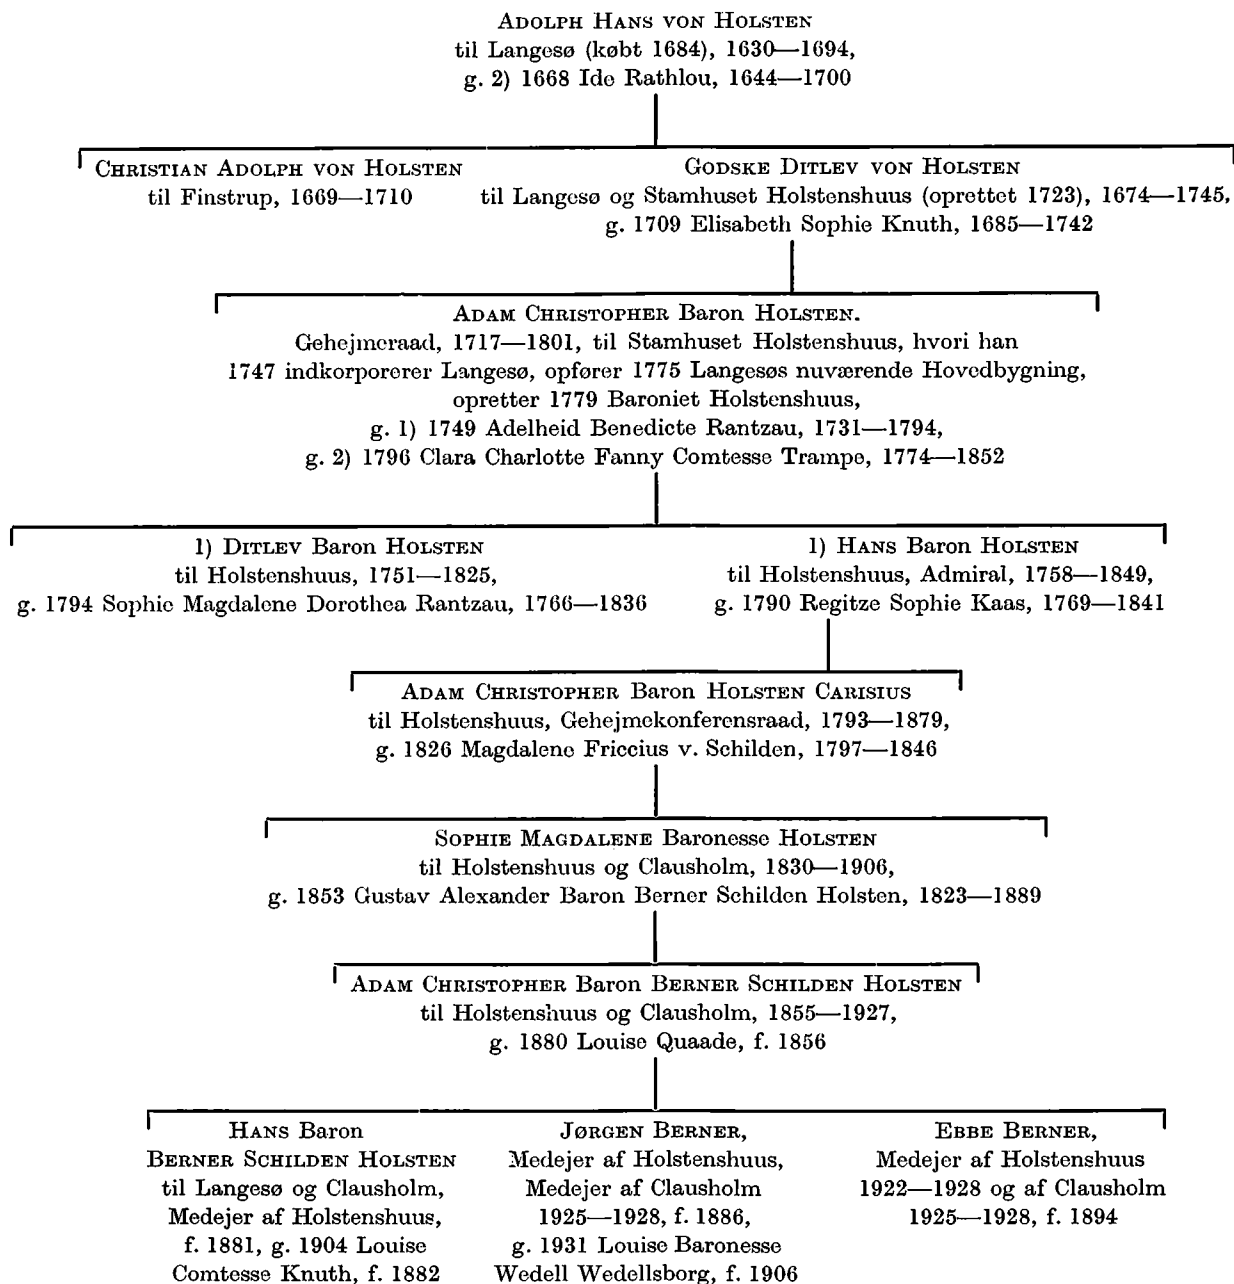 ADOLPH HANS VON HOLSTEN
til Langesø (købt 1684), 1630—1694,
g. 2) 1668 Ide Rathlou, 1644—1700
CHRISTIAN ADOLPH VON HOLSTEN
til Finstrup, 1669—1710
GODSKE DITLEV VON HOLSTEN
til Langesø og Stamhuset Holstenshuus (oprettet 1723), 1674—1745,
g. 1709 Elisabeth Sophie Knuth, 1685—1742
ADAM CHRISTOPHER Baron HOLSTEN.
Gehejmeraad, 1717—1801, til Stamhuset Holstenshuus, hvori han
1747 indkorporerer Langesø, opfører 1775 Langesøs nuværende Hovedbygning,
opretter 1779 Baroniet Holstenshuus,
g. 1) 1749 Adelheid Benedicte Rantzau, 1731—1794,
g. 2) 1796 Clara Charlotte Fanny Comtesse Trampe, 1774—1852
1) DITLEV Baron HOLSTEN
til Holstenshuus, 1751—1825,
g. 1794 Sophie Magdalene Dorothea Rantzau, 1766—1836
1) HANS Baron HOLSTEN
til Holstenshuus, Admiral, 1758—1849,
g. 1790 Regitze Sophie Kaas, 1769—1841
ADAM CHRISTOPHER Baron HOLSTEN CARISIUS
til Holstenshuus, Gehejmekonferensraad, 1793—1879,
g. 1826 Magdalene Friccius v. Schilden, 1797—1846
SOPHIE MAGDALENE Baronesse HOLSTEN
til Holstenshuus og Clausholm, 1830—1906,
g. 1853 Gustav Alexander Baron Berner Schilden Holsten, 1823—1889
ADAM CHRISTOPHER Baron BERNER SCHILDEN HOLSTEN
til Holstenshuus og Clausholm, 1855—1927,
g. 1880 Louise Quaade, f. 1856
HANS Baron
BERNER SCHILDEN HOLSTEN
til Langesø og Clausholm,
Medejer af Holstenshuus,
f. 1881, g. 1904 Louise
Comtesse Knuth, f. 1882
JØRGEN BERNER,
Medejer af Holstenshuus,
Medejer af Clausholm
1925—1928, f. 1886,
g. 1931 Louise Baronesse
Wedell Wedellsborg, f. 1906
EBBE BERNER,
Medejer af Holstenshuus
1922—1928 og af Clausholm
1925—1928, f. 1894